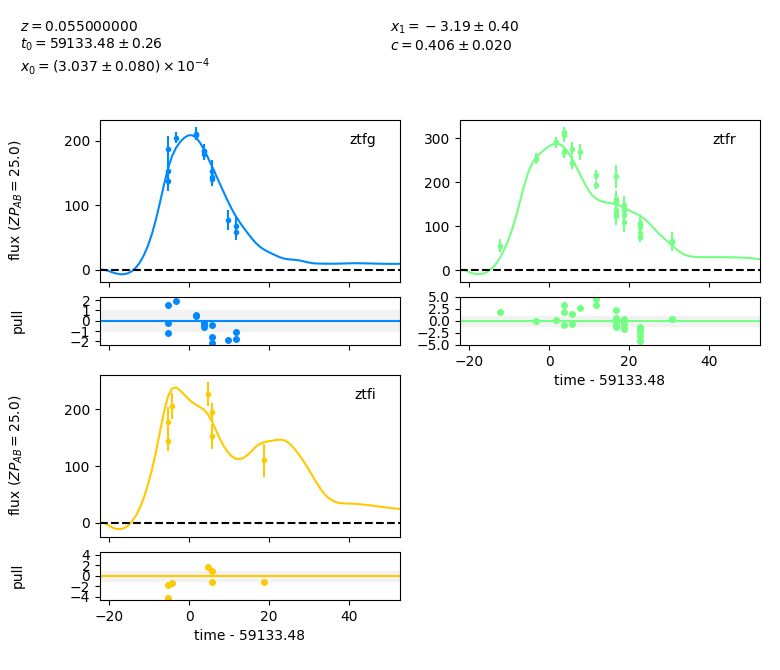 z = 0.055000000
t₀ = 59133.48 ± 0.26
x₀ = (3.037 ± 0.080) × 10⁻⁴
x₁ = −3.19 ± 0.40
c = 0.406 ± 0.020
flux (ZP_AB = 25.0)
200
100
0
ztfg
300
200
100
0
ztfr
pull
2
1
0
−1
−2
5.0
2.5
0.0
−2.5
−5.0
−20 0 20 40
time - 59133.48
flux (ZP_AB = 25.0)
200
100
0
ztfi
pull
4
2
0
−2
−4
−20 0 20 40
time - 59133.48